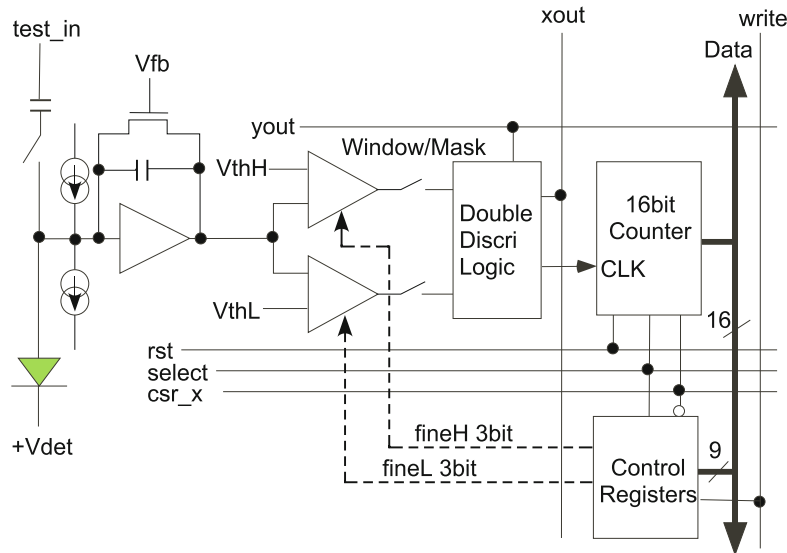 xout
write
test_in
Data
Vfb
yout
Window/Mask
VthH
Double
Discri
Logic
16bit
Counter
CLK
VthL
16
rst
select
csr_x
fineH 3bit
fineL 3bit
9
Control
Registers
+Vdet